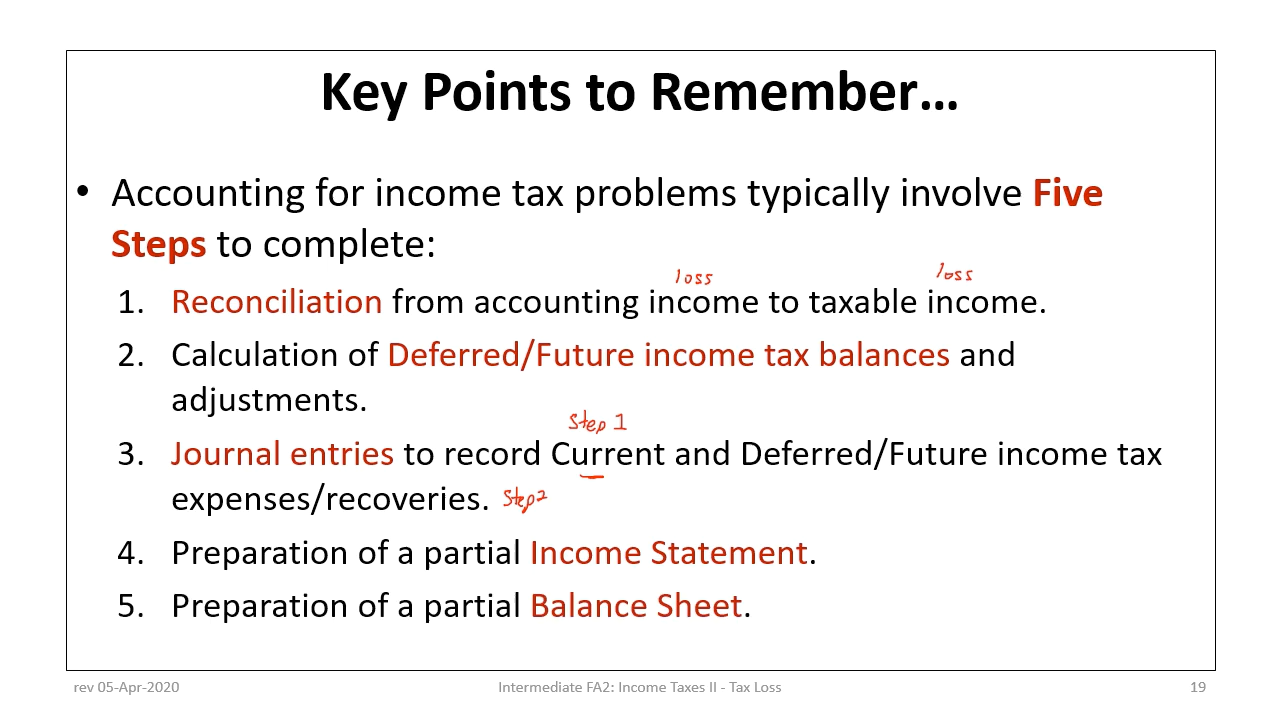 Key Points to Remember...
• Accounting for income tax problems typically involve Five
Steps to complete:
loss loss
1. Reconciliation from accounting income to taxable income.
2. Calculation of Deferred/Future income tax balances and
adjustments.
Step 1
3. Journal entries to record Current and Deferred/Future income tax
expenses/recoveries. Step2
4. Preparation of a partial Income Statement.
5. Preparation of a partial Balance Sheet.
rev 05-Apr-2020 Intermediate FA2: Income Taxes II - Tax Loss 19